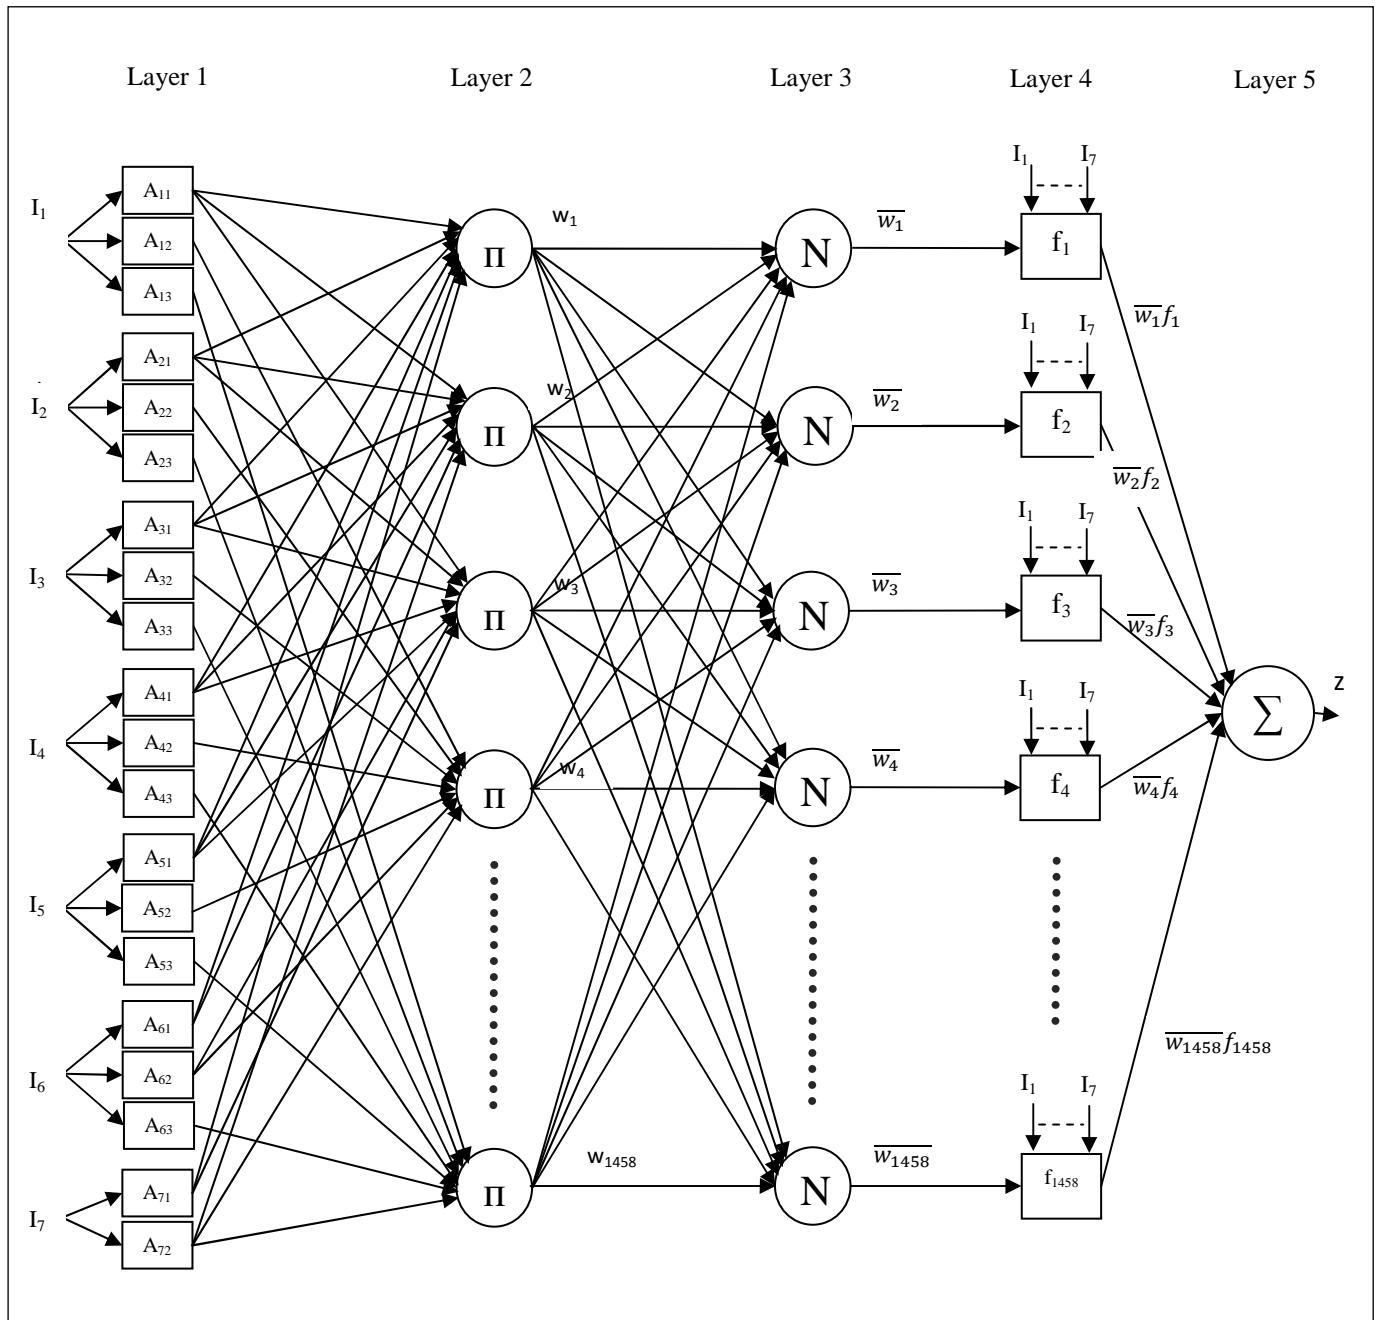 Layer 1 Layer 2 Layer 3 Layer 4 Layer 5
I₁ I₇
I₁ A₁₁ w₁ w̅₁
A₁₂ Π N f₁
A₁₃
w̅₁f₁
I₁ I₇
A₂₁
I₂ A₂₂ w₂ w̅₂
Π N f₂
A₂₃
w̅₂f₂
I₁ I₇
A₃₁
I₃ A₃₂ w₃ w̅₃
Π N f₃
A₃₃ w̅₃f₃
I₁ I₇
A₄₁ z
I₄ A₄₂ Σ
w₄ w̅₄
A₄₃ Π N f₄ w̅₄f₄
A₅₁
I₅ A₅₂
A₅₃
A₆₁
w̅₁₄₅₈f₁₄₅₈
I₆ A₆₂
I₁ I₇
A₆₃
w₁₄₅₈ w̅₁₄₅₈
A₇₁ Π N f₁₄₅₈
I₇
A₇₂